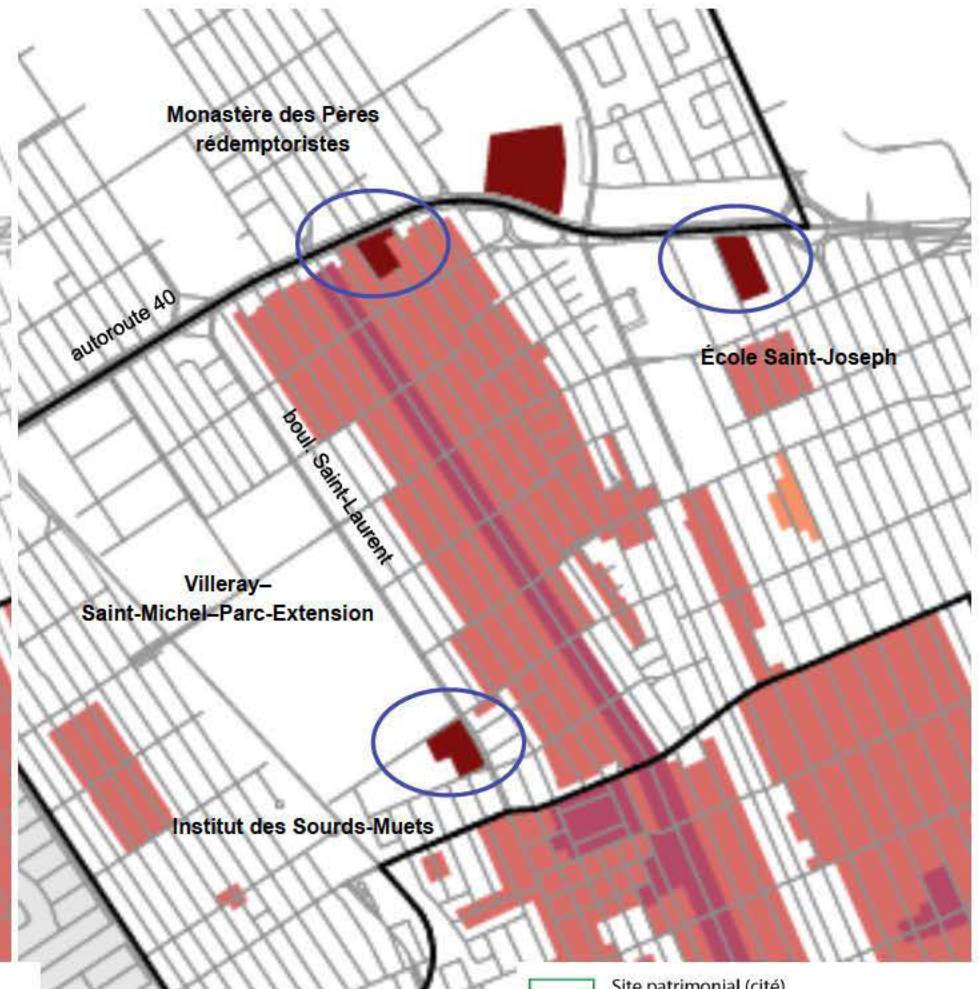 Monastère des Pères
rédemptoristes
autoroute 40
École Saint-Joseph
boul. Saint-Laurent
Villeray–
Saint-Michel–Parc-Extension
Institut des Sourds-Muets
Site patrimonial (cité)